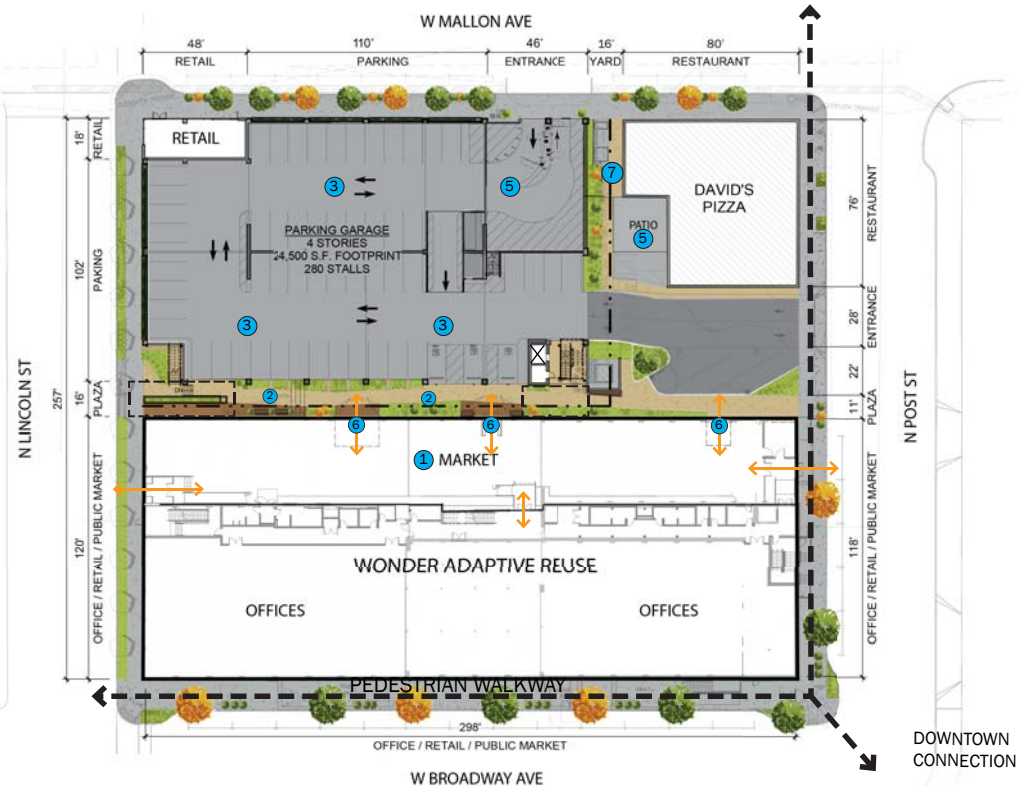 W MALLON AVE
48' 110' 46' 16' 80'
RETAIL PARKING ENTRANCE YARD RESTAURANT
18'
RETAIL
102'
PAKING
16'
PLAZA
257'
120'
OFFICE / RETAIL / PUBLIC MARKET
N LINCOLN ST
RETAIL
3
5
7
DAVID'S
PIZZA
PATIO
5
PARKING GARAGE
4 STORIES
24,500 S.F. FOOTPRINT
280 STALLS
3
3
2
2
6
6
6
1 MARKET
WONDER ADAPTIVE REUSE
OFFICES
OFFICES
76'
RESTAURANT
28'
ENTRANCE
22'
11'
PLAZA
118'
OFFICE / RETAIL / PUBLIC MARKET
N POST ST
PEDESTRIAN WALKWAY
298'
OFFICE / RETAIL / PUBLIC MARKET
W BROADWAY AVE
DOWNTOWN
CONNECTION